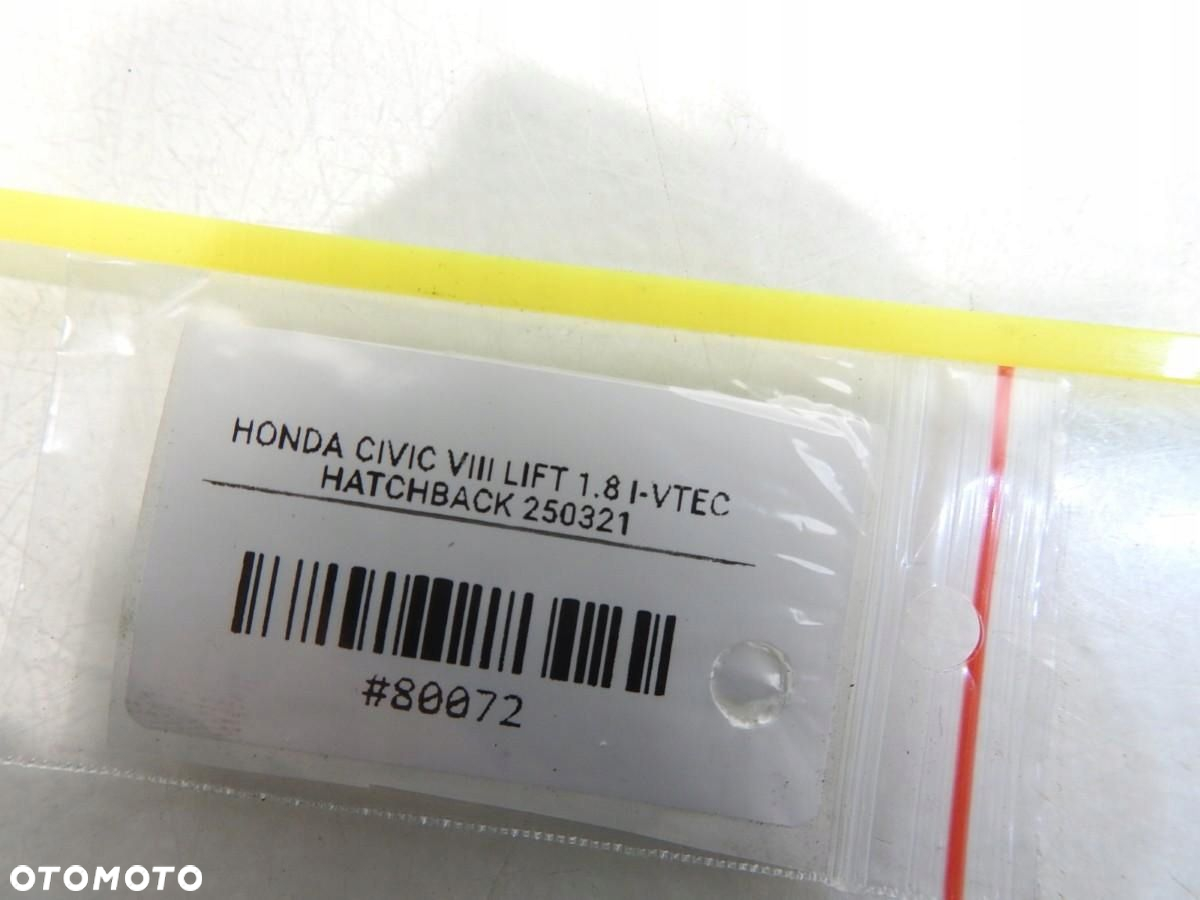 HONDA CIVIC VIII LIFT 1.8 I-VTEC
HATCHBACK 250321
#80072
OTOMOTO